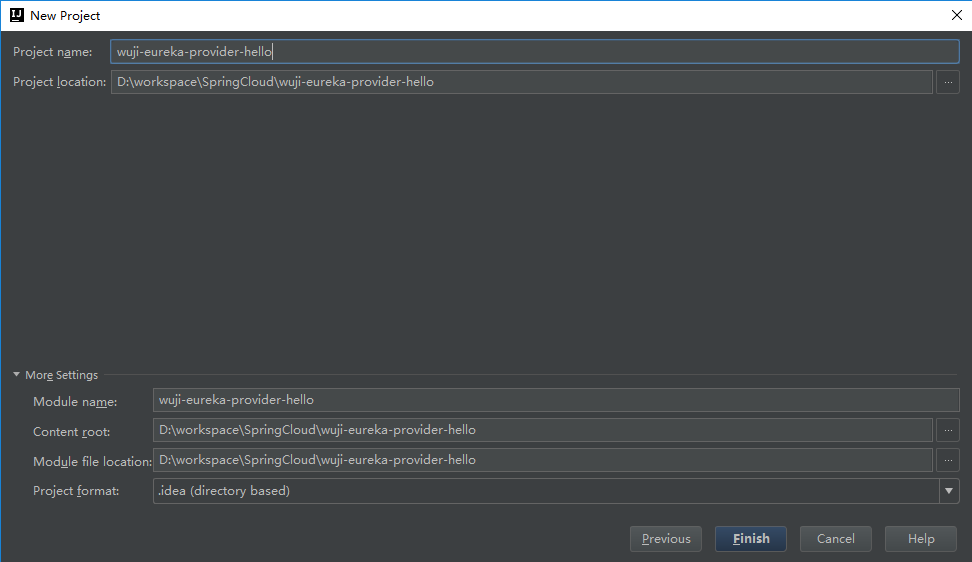 IJ New Project
Project name: wuji-eureka-provider-hello
Project location: D:\workspace\SpringCloud\wuji-eureka-provider-hello ...
More Settings
Module name: wuji-eureka-provider-hello
Content root: D:\workspace\SpringCloud\wuji-eureka-provider-hello ...
Module file location: D:\workspace\SpringCloud\wuji-eureka-provider-hello ...
Project format: .idea (directory based)
Previous Finish Cancel Help